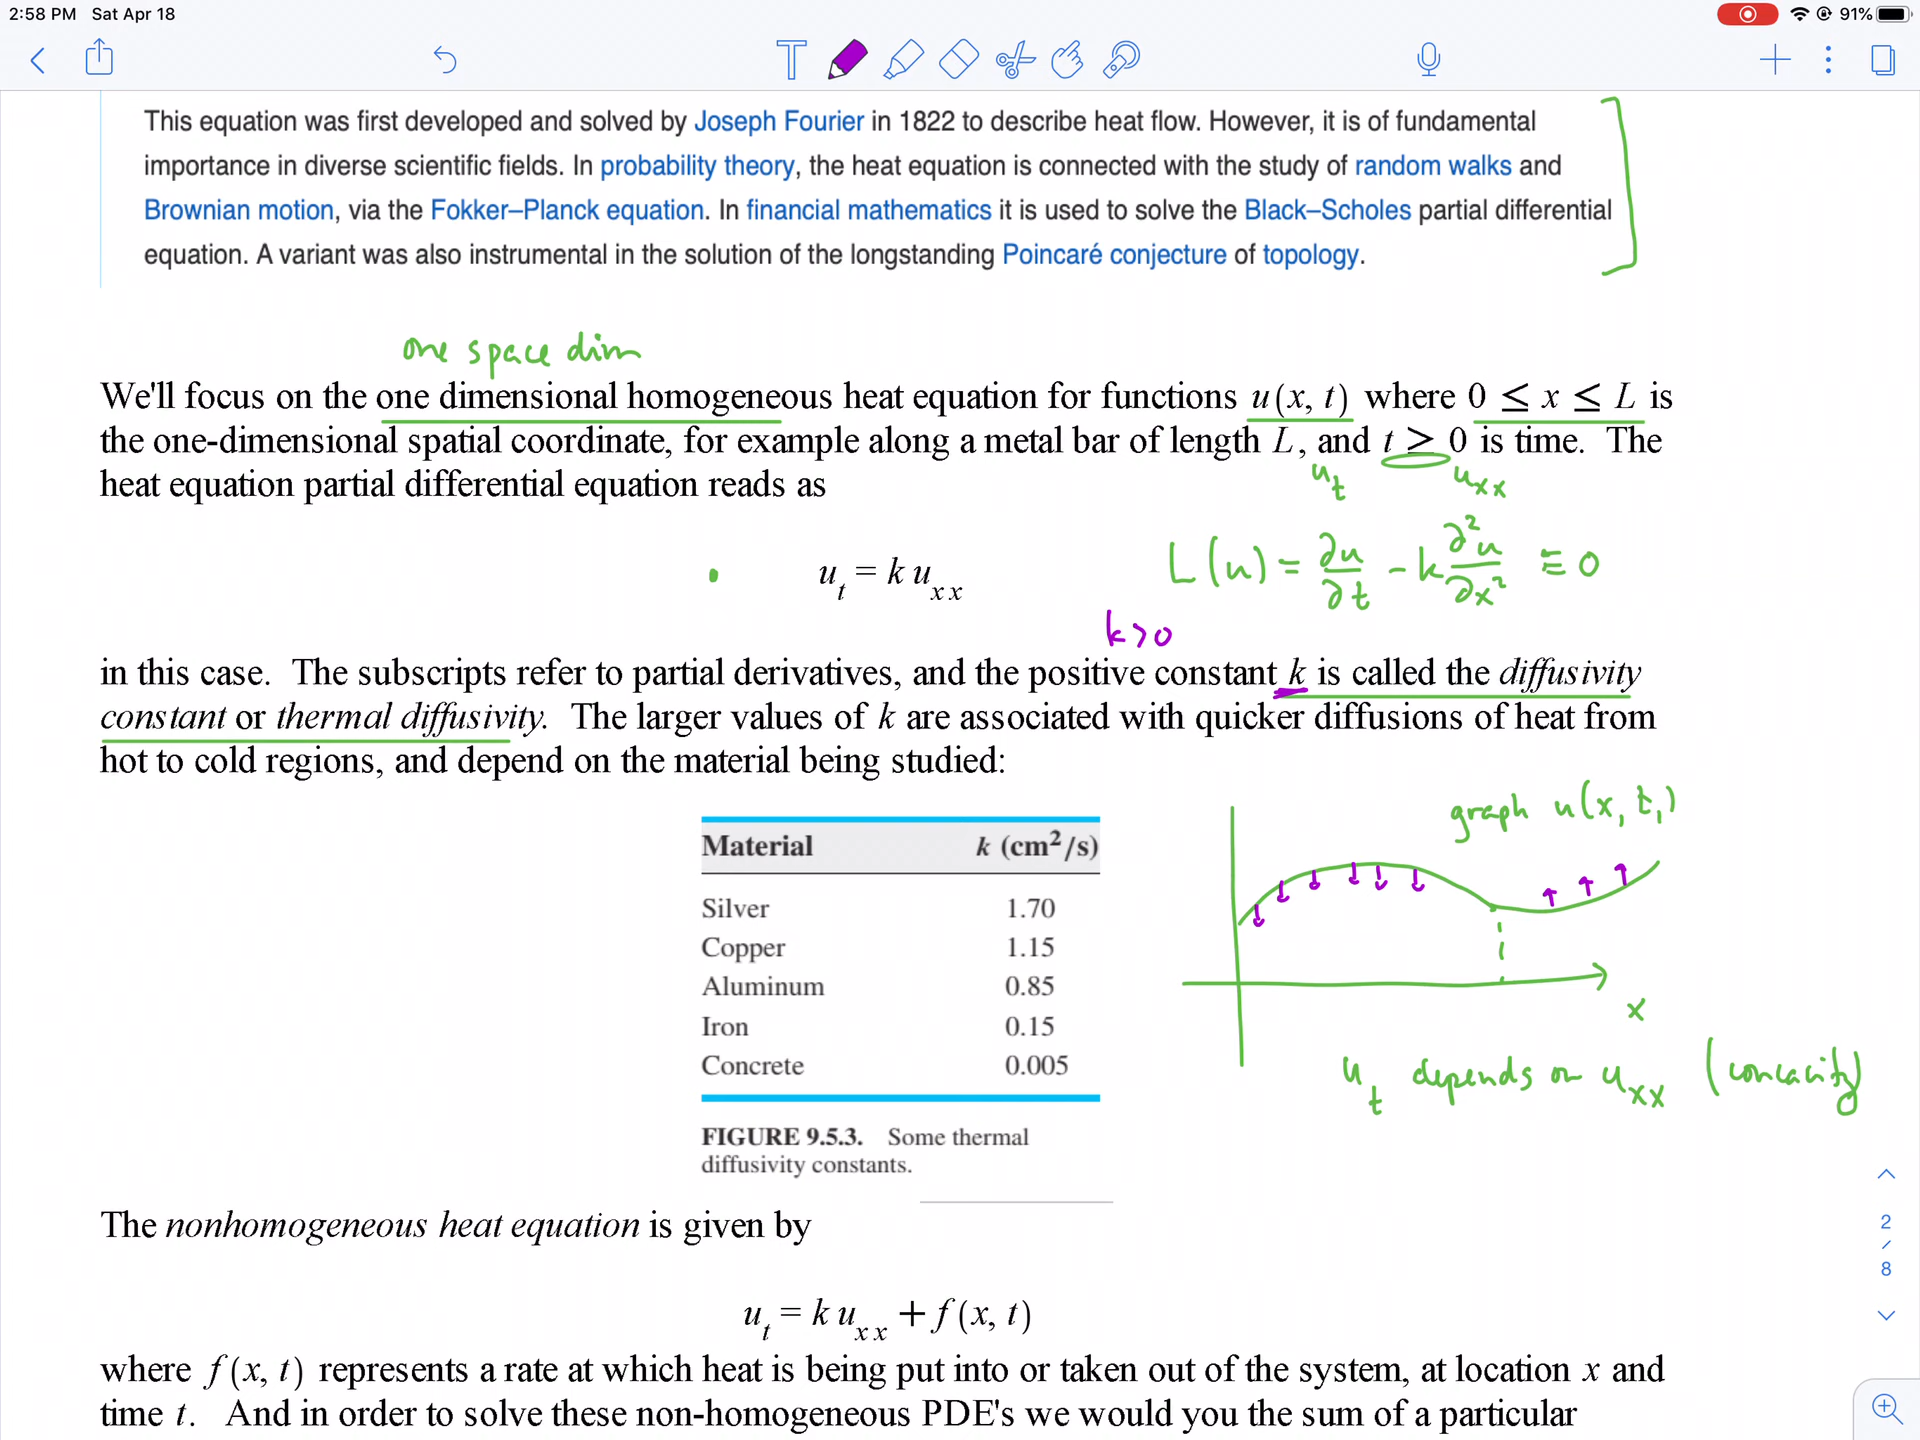 2:58 PM Sat Apr 18 91%
This equation was first developed and solved by Joseph Fourier in 1822 to describe heat flow. However, it is of fundamental
importance in diverse scientific fields. In probability theory, the heat equation is connected with the study of random walks and
Brownian motion, via the Fokker–Planck equation. In financial mathematics it is used to solve the Black–Scholes partial differential
equation. A variant was also instrumental in the solution of the longstanding Poincaré conjecture of topology.
one space dim
We'll focus on the one dimensional homogeneous heat equation for functions u(x, t) where 0 ≤ x ≤ L is
the one-dimensional spatial coordinate, for example along a metal bar of length L, and t ≥ 0 is time. The
heat equation partial differential equation reads as
u_t u_xx
u_t = k u_xx
L(u) = ∂u/∂t - k ∂²u/∂x² ≡ 0
k>0
in this case. The subscripts refer to partial derivatives, and the positive constant k is called the diffusivity
constant or thermal diffusivity. The larger values of k are associated with quicker diffusions of heat from
hot to cold regions, and depend on the material being studied:
Material k (cm²/s)
Silver 1.70
Copper 1.15
Aluminum 0.85
Iron 0.15
Concrete 0.005
FIGURE 9.5.3. Some thermal
diffusivity constants.
graph u(x, t₁)
x
u_t depends on u_xx (concavity)
The nonhomogeneous heat equation is given by
u_t = k u_xx + f(x, t)
where f(x, t) represents a rate at which heat is being put into or taken out of the system, at location x and
time t. And in order to solve these non-homogeneous PDE's we would you the sum of a particular
2
/
8